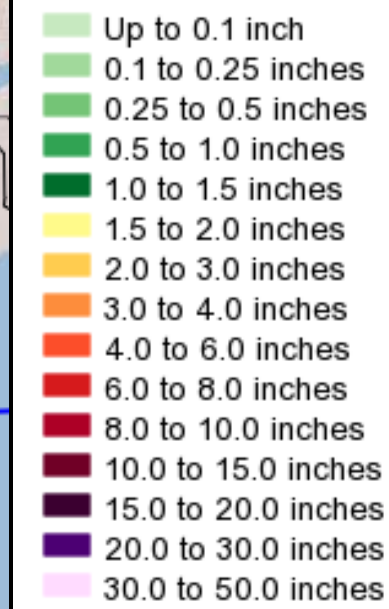 Up to 0.1 inch
0.1 to 0.25 inches
0.25 to 0.5 inches
0.5 to 1.0 inches
1.0 to 1.5 inches
1.5 to 2.0 inches
2.0 to 3.0 inches
3.0 to 4.0 inches
4.0 to 6.0 inches
6.0 to 8.0 inches
8.0 to 10.0 inches
10.0 to 15.0 inches
15.0 to 20.0 inches
20.0 to 30.0 inches
30.0 to 50.0 inches